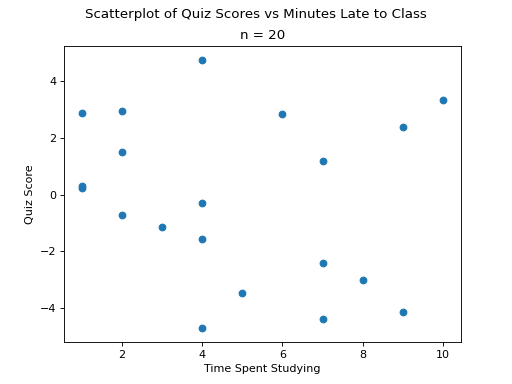 Scatterplot of Quiz Scores vs Minutes Late to Class
n = 20
4
2
0
−2
−4
Quiz Score
2 4 6 8 10
Time Spent Studying